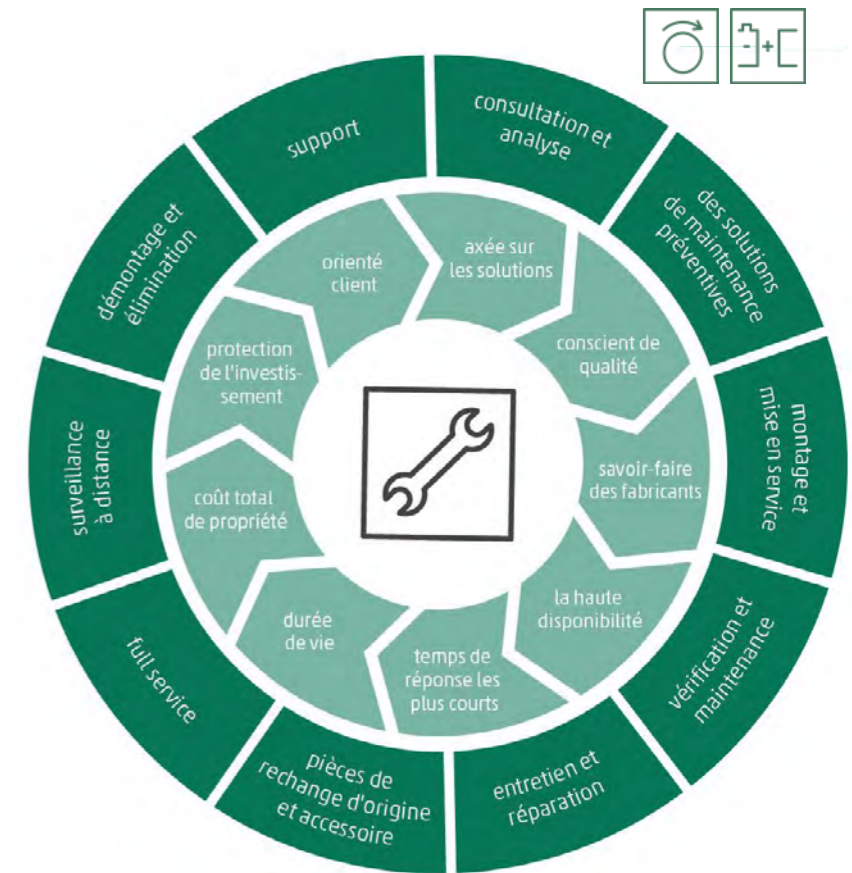 consultation et
analyse
des solutions
de maintenance
préventives
montage et
mise en service
vérification et
maintenance
entretien et
réparation
pièces de
rechange d'origine
et accessoire
full service
surveillance
à distance
démontage et
élimination
support
axée sur
les solutions
conscient de
qualité
savoir-faire
des fabricants
la haute
disponibilité
temps de
réponse les
plus courts
durée
de vie
coût total
de propriété
protection
de l'investis-
sement
orienté
client